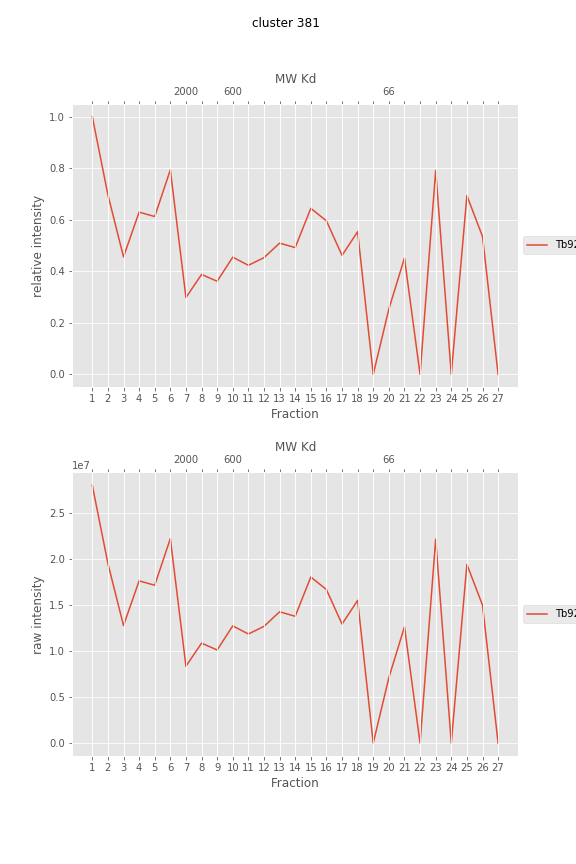 cluster 381
MW Kd
2000 600 66
1.0
0.8
0.6
0.4
0.2
0.0
relative intensity
Tb92
1 2 3 4 5 6 7 8 9 10 11 12 13 14 15 16 17 18 19 20 21 22 23 24 25 26 27
Fraction
MW Kd
1e7
2000 600 66
2.5
2.0
1.5
1.0
0.5
0.0
raw intensity
Tb92
1 2 3 4 5 6 7 8 9 10 11 12 13 14 15 16 17 18 19 20 21 22 23 24 25 26 27
Fraction